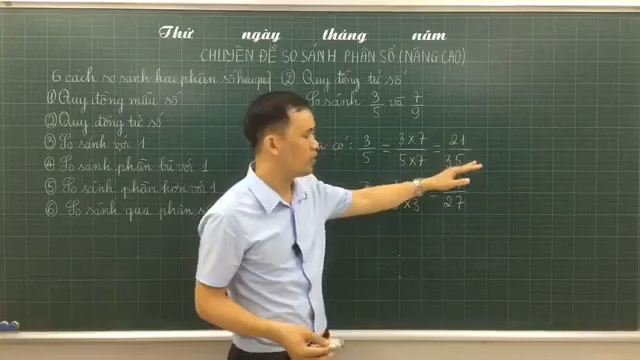 Thứ ngày tháng năm
CHUYÊN ĐỀ SO SÁNH PHÂN SỐ (NÂNG CAO)
6 cách so sánh hai phân số
① Quy đồng mẫu số
② Quy đồng tử số
③ So sánh với 1
④ So sánh phần bù với 1
⑤ So sánh phần hơn với 1
⑥ So sánh qua phân s
②. Quy đồng tử số
So sánh 3/5 và 7/9
có: 3/5 = 3×7/5×7 = 21/35
×3 = 27